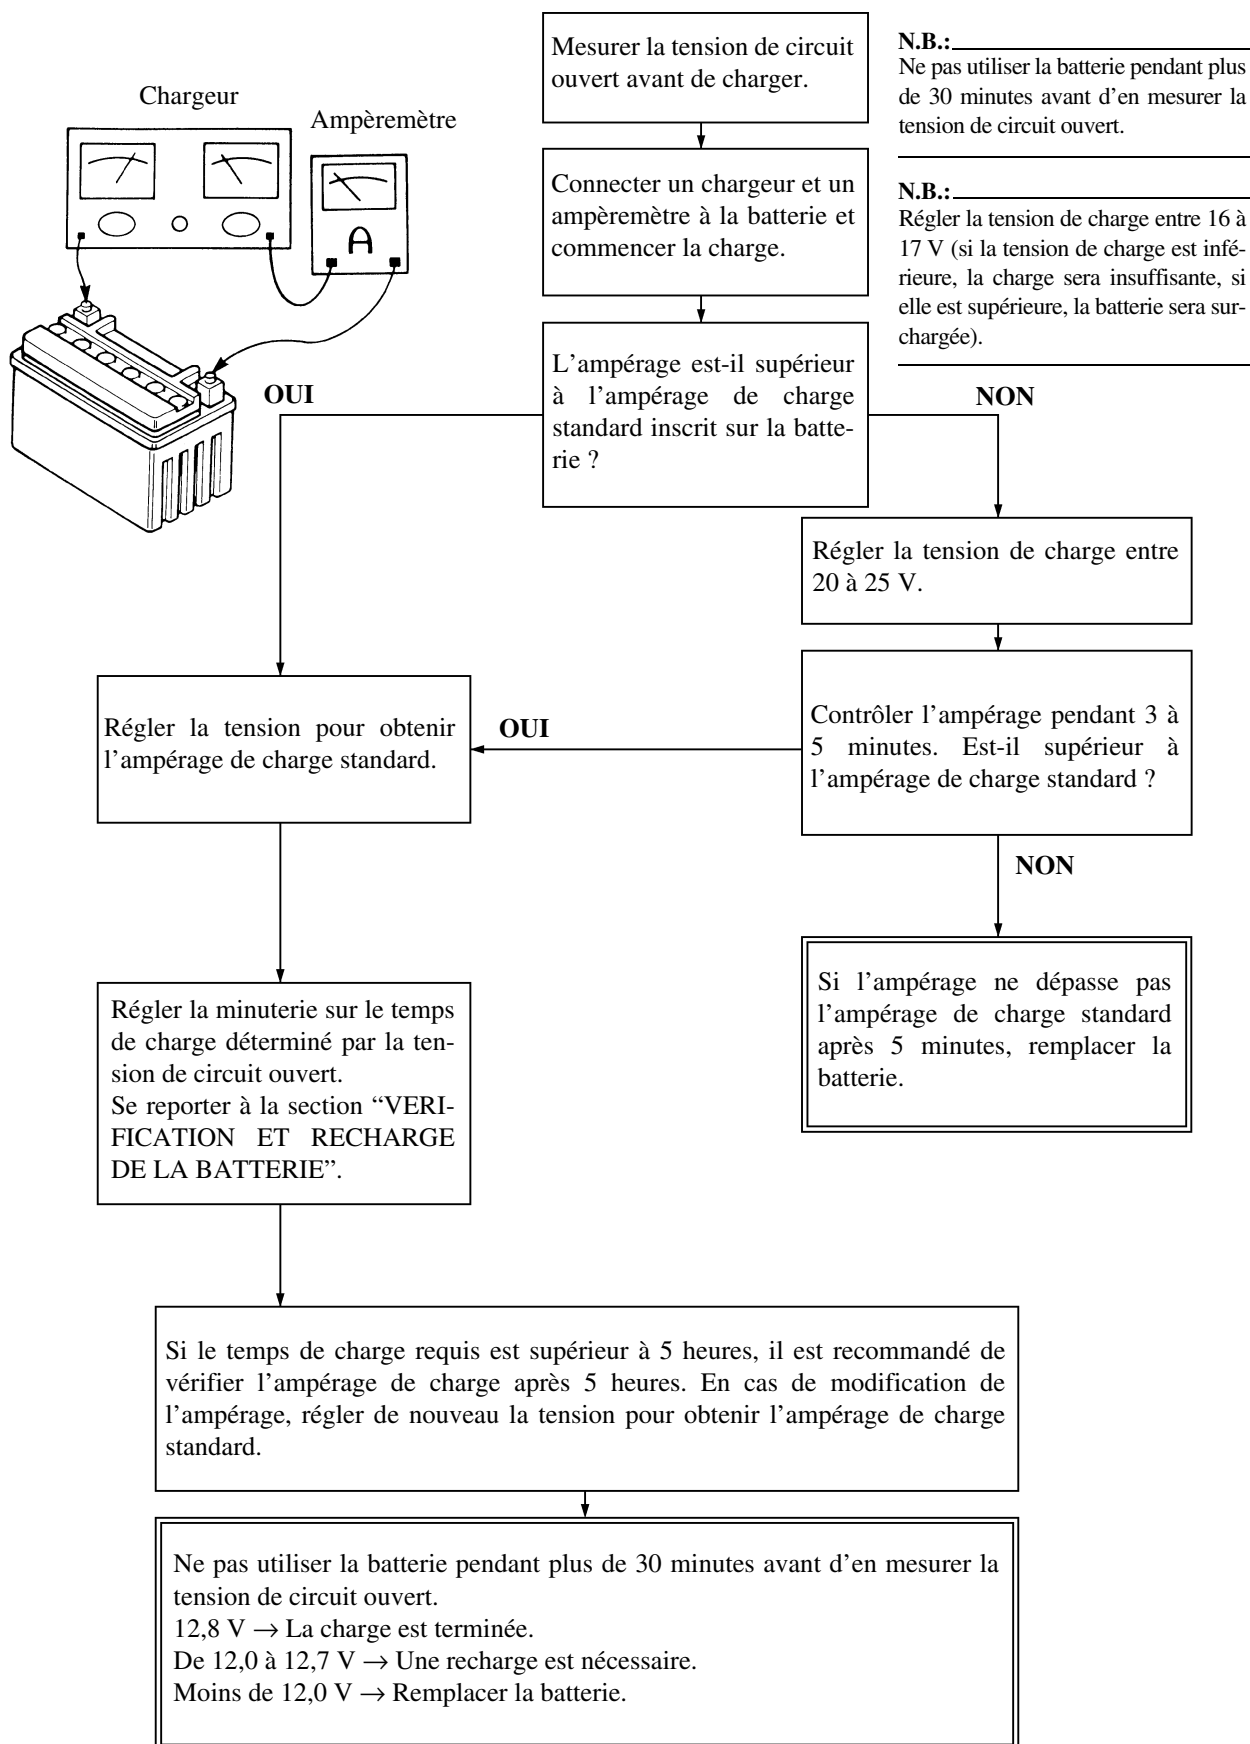 Chargeur
Ampèremètre
A
Mesurer la tension de circuit
ouvert avant de charger.
N.B.:
Ne pas utiliser la batterie pendant plus
de 30 minutes avant d’en mesurer la
tension de circuit ouvert.
Connecter un chargeur et un
ampèremètre à la batterie et
commencer la charge.
N.B.:
Régler la tension de charge entre 16 à
17 V (si la tension de charge est infé-
rieure, la charge sera insuffisante, si
elle est supérieure, la batterie sera sur-
chargée).
L’ampérage est-il supérieur
à l’ampérage de charge
standard inscrit sur la batte-
rie ?
OUI
NON
Régler la tension de charge entre
20 à 25 V.
Contrôler l’ampérage pendant 3 à
5 minutes. Est-il supérieur à
l’ampérage de charge standard ?
OUI
Régler la tension pour obtenir
l’ampérage de charge standard.
NON
Si l’ampérage ne dépasse pas
l’ampérage de charge standard
après 5 minutes, remplacer la
batterie.
Régler la minuterie sur le temps
de charge déterminé par la ten-
sion de circuit ouvert.
Se reporter à la section “VERI-
FICATION ET RECHARGE
DE LA BATTERIE”.
Si le temps de charge requis est supérieur à 5 heures, il est recommandé de
vérifier l’ampérage de charge après 5 heures. En cas de modification de
l’ampérage, régler de nouveau la tension pour obtenir l’ampérage de charge
standard.
Ne pas utiliser la batterie pendant plus de 30 minutes avant d’en mesurer la
tension de circuit ouvert.
12,8 V → La charge est terminée.
De 12,0 à 12,7 V → Une recharge est nécessaire.
Moins de 12,0 V → Remplacer la batterie.